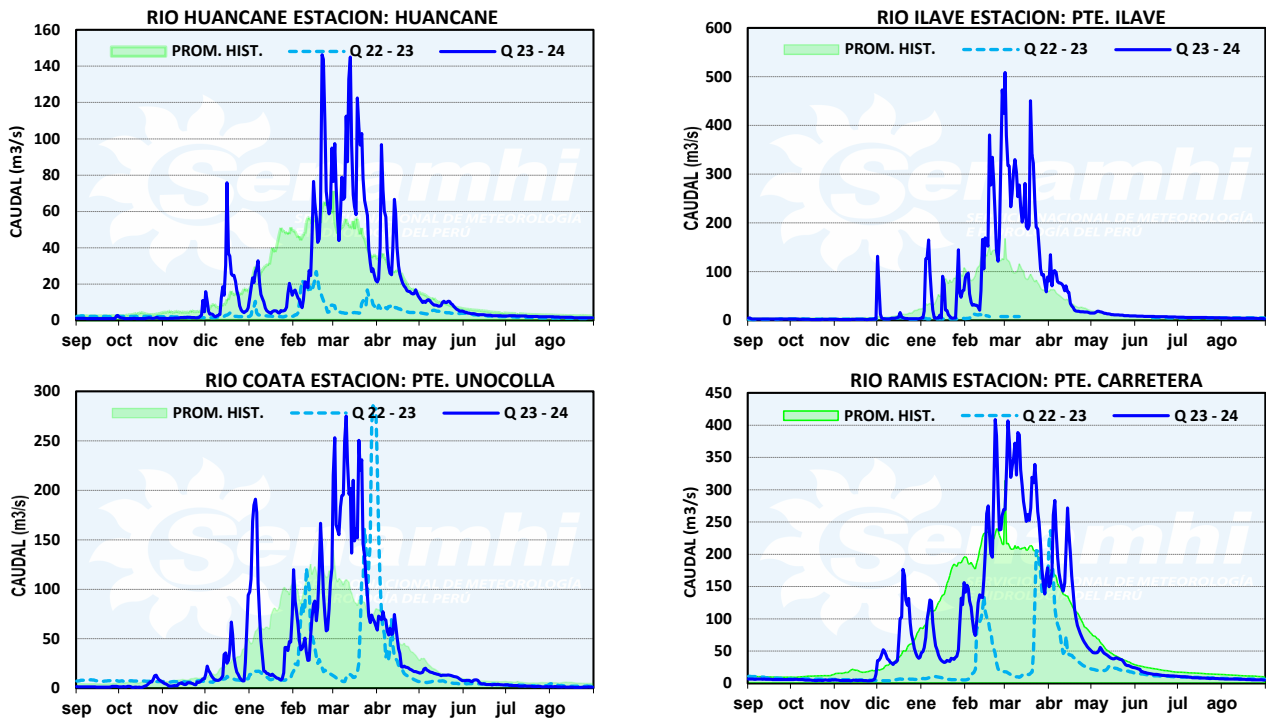 RIO HUANCANE ESTACION: HUANCANE
CAUDAL (m3/s)
160
140
120
100
80
60
40
20
0
PROM. HIST. Q 22 - 23 Q 23 - 24
Senamhi
sep oct nov dic ene feb mar abr may jun jul ago
RIO ILAVE ESTACION: PTE. ILAVE
CAUDAL (m3/s)
600
500
400
300
200
100
0
PROM. HIST. Q 22 - 23 Q 23 - 24
Senamhi
sep oct nov dic ene feb mar abr may jun jul ago
RIO COATA ESTACION: PTE. UNOCOLLA
CAUDAL (m3/s)
300
250
200
150
100
50
0
PROM. HIST. Q 22 - 23 Q 23 - 24
Senamhi
sep oct nov dic ene feb mar abr may jun jul ago
RIO RAMIS ESTACION: PTE. CARRETERA
CAUDAL (m3/s)
450
400
350
300
250
200
150
100
50
0
PROM. HIST. Q 22 - 23 Q 23 - 24
Senamhi
sep oct nov dic ene feb mar abr may jun jul ago